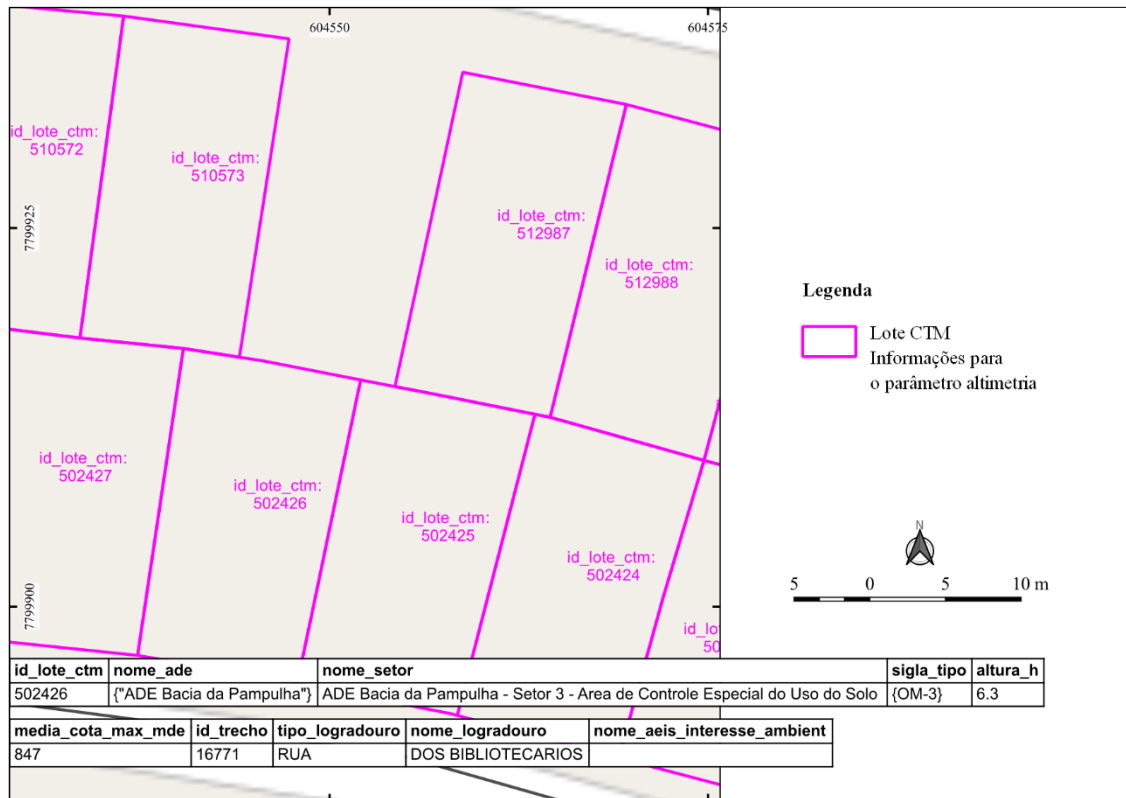 604550
604575
id_lote_ctm:
510572
id_lote_ctm:
510573
id_lote_ctm:
512987
id_lote_ctm:
512988
7799925
Legenda
Lote CTM
Informações para
o parâmetro altimetria
id_lote_ctm:
502427
id_lote_ctm:
502426
id_lote_ctm:
502425
id_lote_ctm:
502424
N
5 0 5 10 m
7799900
id_lo
50
id_lote_ctm nome_ade nome_setor sigla_tipo altura_h
502426 {"ADE Bacia da Pampulha"} ADE Bacia da Pampulha - Setor 3 - Area de Controle Especial do Uso do Solo {OM-3} 6.3
media_cota_max_mde id_trecho tipo_logradouro nome_logradouro nome_aeis_interesse_ambient
847 16771 RUA DOS BIBLIOTECARIOS